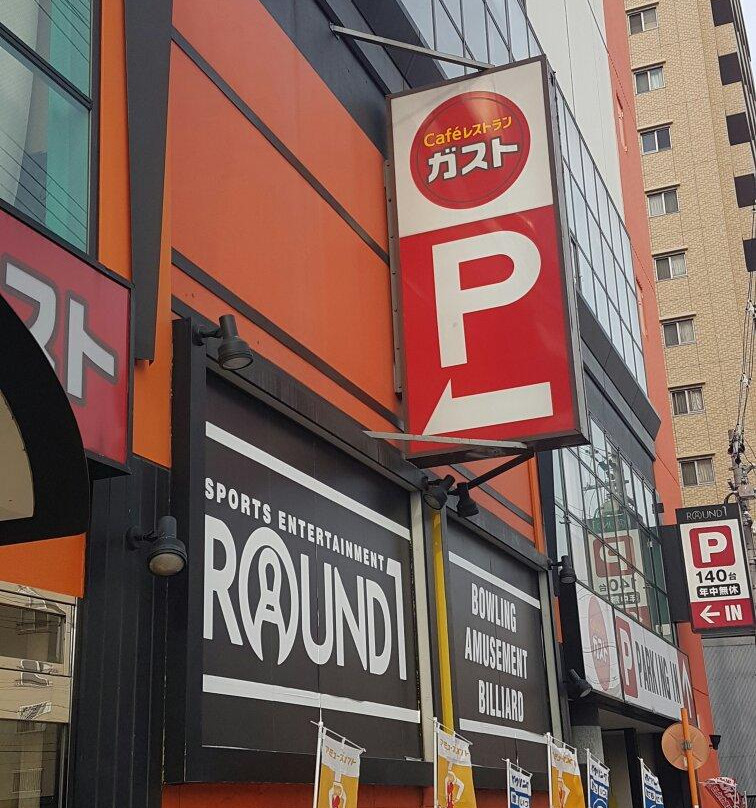 Caféレストラン
ガスト
P
スト
SPORTS ENTERTAINMENT
ROUND1
BOWLING
AMUSEMENT
BILLIARD
ROUND1
P
140台
年中無休
←IN
P PARKING IN